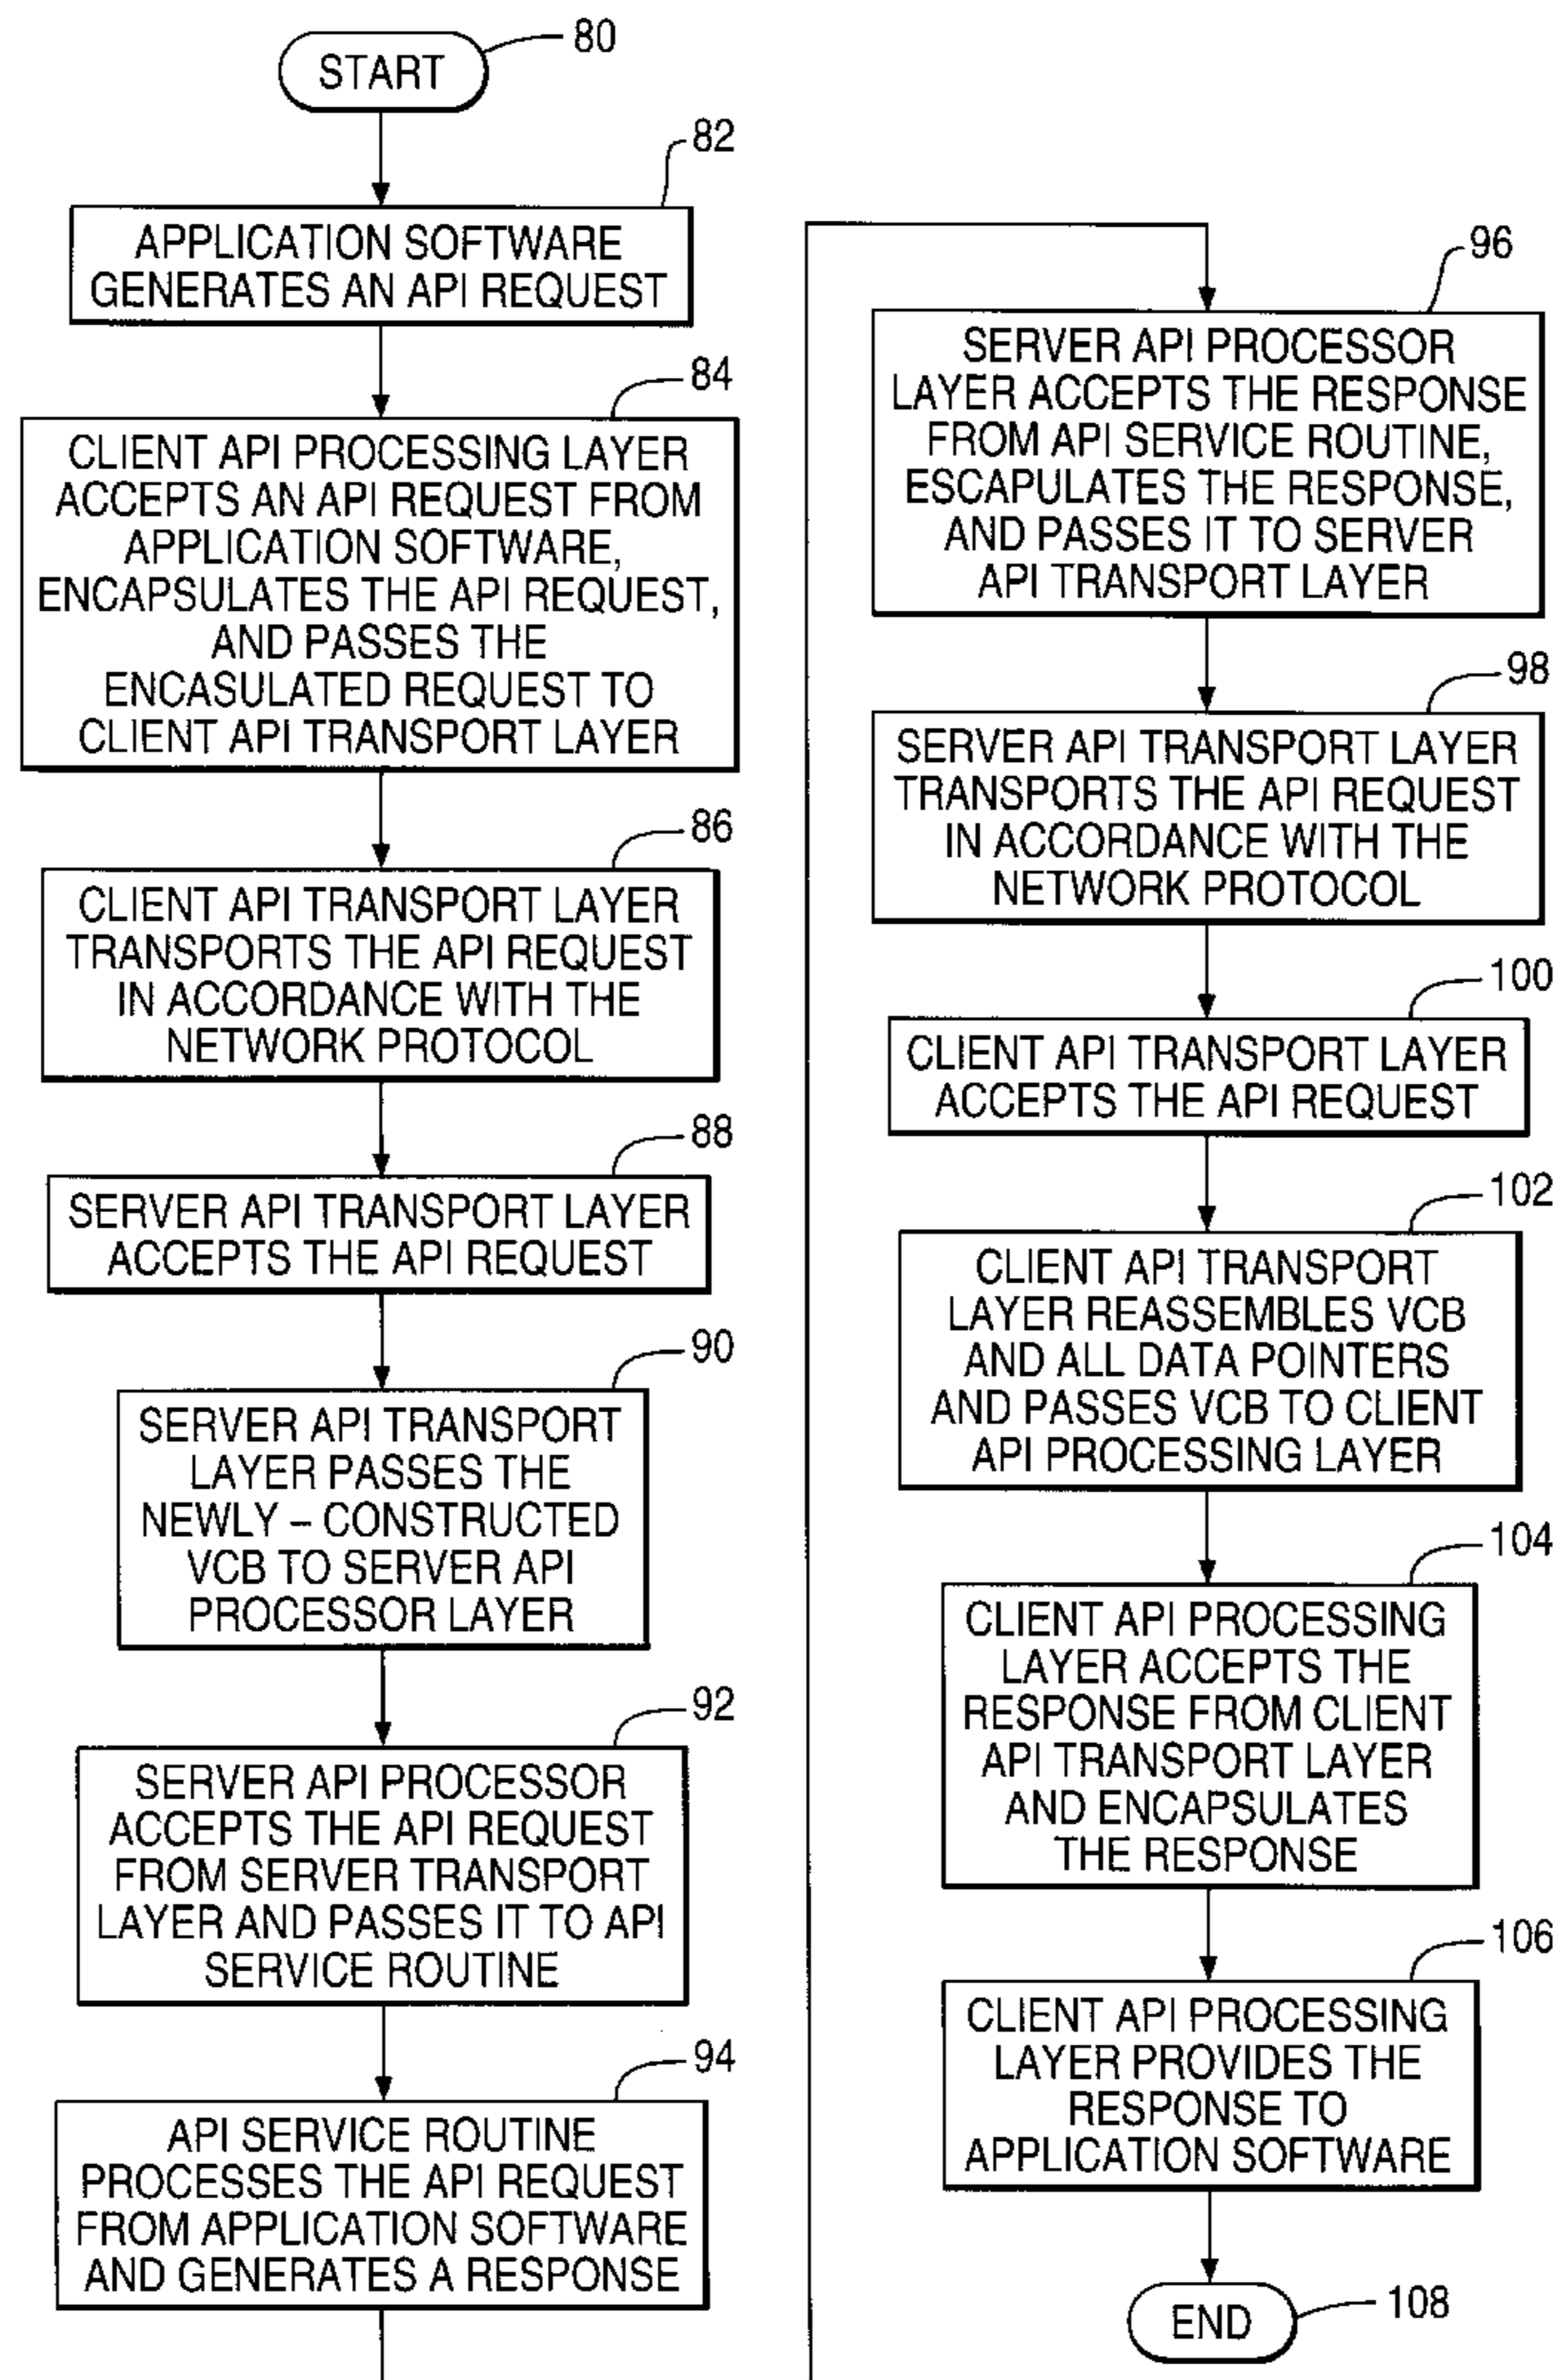 START
80
82
APPLICATION SOFTWARE
GENERATES AN API REQUEST
84
CLIENT API PROCESSING LAYER
ACCEPTS AN API REQUEST FROM
APPLICATION SOFTWARE,
ENCAPSULATES THE API REQUEST,
AND PASSES THE
ENCASULATED REQUEST TO
CLIENT API TRANSPORT LAYER
86
CLIENT API TRANSPORT LAYER
TRANSPORTS THE API REQUEST
IN ACCORDANCE WITH THE
NETWORK PROTOCOL
88
SERVER API TRANSPORT LAYER
ACCEPTS THE API REQUEST
90
SERVER API TRANSPORT
LAYER PASSES THE
NEWLY – CONSTRUCTED
VCB TO SERVER API
PROCESSOR LAYER
92
SERVER API PROCESSOR
ACCEPTS THE API REQUEST
FROM SERVER TRANSPORT
LAYER AND PASSES IT TO API
SERVICE ROUTINE
94
API SERVICE ROUTINE
PROCESSES THE API REQUEST
FROM APPLICATION SOFTWARE
AND GENERATES A RESPONSE
96
SERVER API PROCESSOR
LAYER ACCEPTS THE RESPONSE
FROM API SERVICE ROUTINE,
ESCAPULATES THE RESPONSE,
AND PASSES IT TO SERVER
API TRANSPORT LAYER
98
SERVER API TRANSPORT LAYER
TRANSPORTS THE API REQUEST
IN ACCORDANCE WITH THE
NETWORK PROTOCOL
100
CLIENT API TRANSPORT LAYER
ACCEPTS THE API REQUEST
102
CLIENT API TRANSPORT
LAYER REASSEMBLES VCB
AND ALL DATA POINTERS
AND PASSES VCB TO CLIENT
API PROCESSING LAYER
104
CLIENT API PROCESSING
LAYER ACCEPTS THE
RESPONSE FROM CLIENT
API TRANSPORT LAYER
AND ENCAPSULATES
THE RESPONSE
106
CLIENT API PROCESSING
LAYER PROVIDES THE
RESPONSE TO
APPLICATION SOFTWARE
END
108